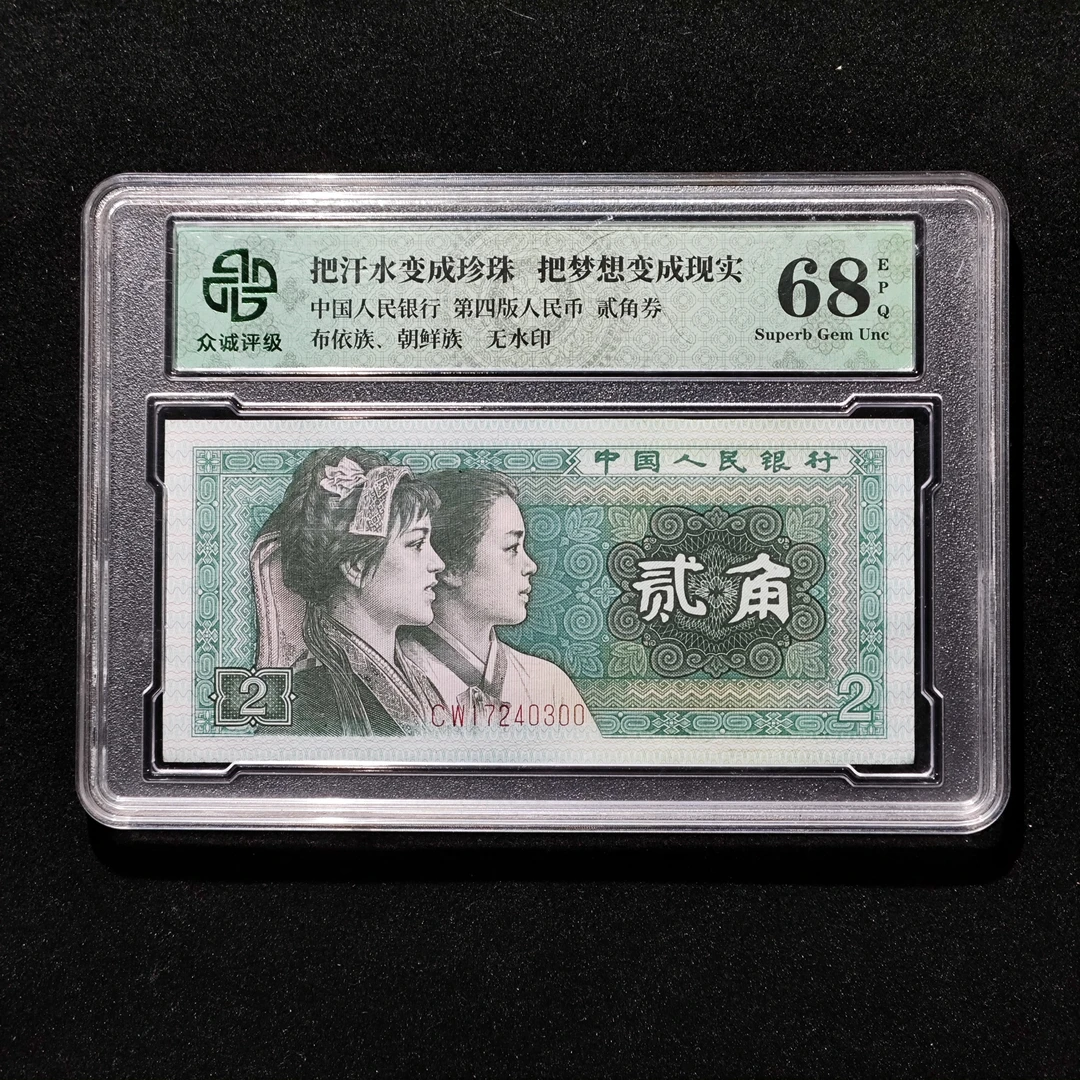 把汗水变成珍珠 把梦想变成现实
中国人民银行 第四版人民币 贰角券
布依族、朝鲜族 无水印
众诚评级
68 EPQ
Superb Gem Unc
中国人民银行
贰角
2
2
CW17240300